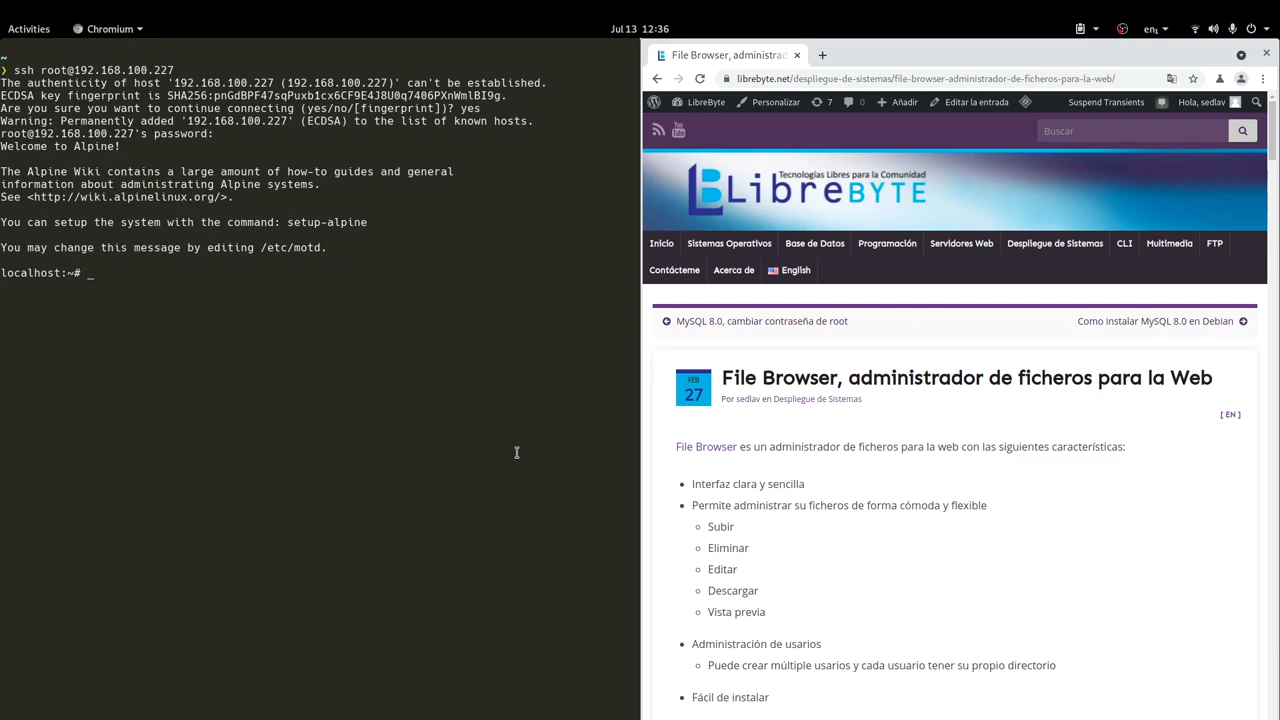 Activities
Chromium
Jul 13 12:36
en₁
~
❯ ssh root@192.168.100.227
The authenticity of host '192.168.100.227 (192.168.100.227)' can't be established.
ECDSA key fingerprint is SHA256:pnGdBPF47sqPuxb1cx6CF9E4J8U0q7406PXnWmlBI9g.
Are you sure you want to continue connecting (yes/no/[fingerprint])? yes
Warning: Permanently added '192.168.100.227' (ECDSA) to the list of known hosts.
root@192.168.100.227's password:
Welcome to Alpine!
The Alpine Wiki contains a large amount of how-to guides and general
information about administrating Alpine systems.
See <http://wiki.alpinelinux.org/>.
You can setup the system with the command: setup-alpine
You may change this message by editing /etc/motd.
localhost:~# _
File Browser, administrad
librebyte.net/despliegue-de-sistemas/file-browser-administrador-de-ficheros-para-la-web/
LibreByte Personalizar 7 0 Añadir Editar la entrada Suspend Transients Hola, sedlav
You
Buscar
Tecnologías Libres para la Comunidad
LIBREBYTE
Inicio Sistemas Operativos Base de Datos Programación Servidores Web Despliegue de Sistemas CLI Multimedia FTP
Contácteme Acerca de English
MySQL 8.0, cambiar contraseña de root Como instalar MySQL 8.0 en Debian
FEB
27
File Browser, administrador de ficheros para la Web
Por sedlav en Despliegue de Sistemas
[ EN ]
File Browser es un administrador de ficheros para la web con las siguientes características:
Interfaz clara y sencilla
Permite administrar su ficheros de forma cómoda y flexible
Subir
Eliminar
Editar
Descargar
Vista previa
Administración de usarios
Puede crear múltiple usarios y cada usuario tener su propio directorio
Fácil de instalar